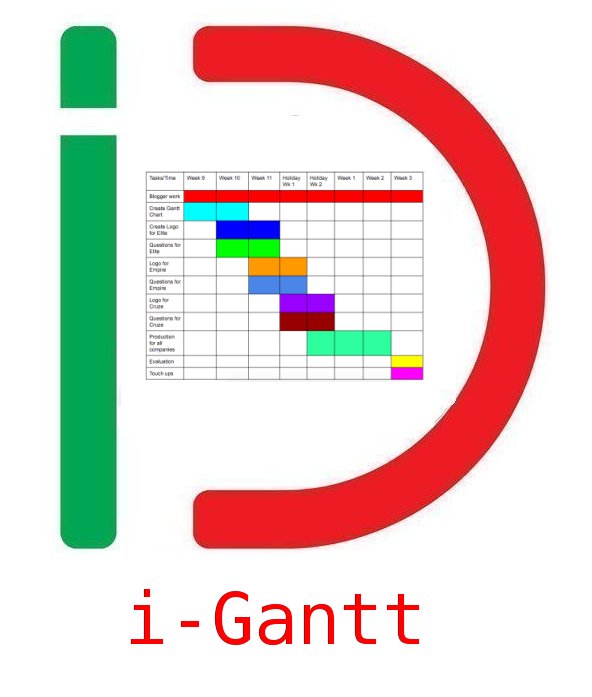 Tasks/Time Week 9 Week 10 Week 11 Holiday Wk 1 Holiday Wk 2 Week 1 Week 2 Week 3
Blogger work
Create Gantt
Chart
Create Logo
for Elite
Questions for
Elite
Logo for
Empire
Questions for
Empire
Logo for
Cruze
Questions for
Cruze
Production
for all
companies
Evaluation
Touch ups
i-Gantt